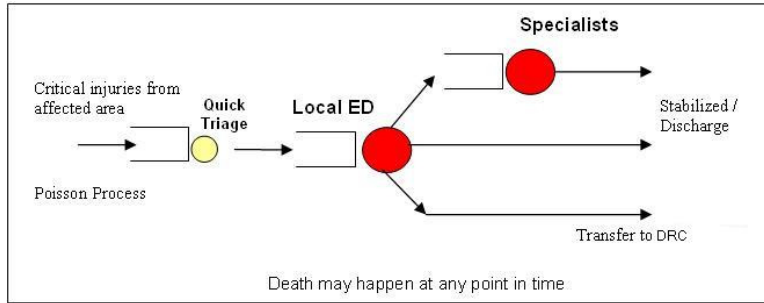 Specialists
Critical injuries from
affected area
Quick
Triage
Local ED
Stabilized /
Discharge
Poisson Process
Transfer to DRC
Death may happen at any point in time